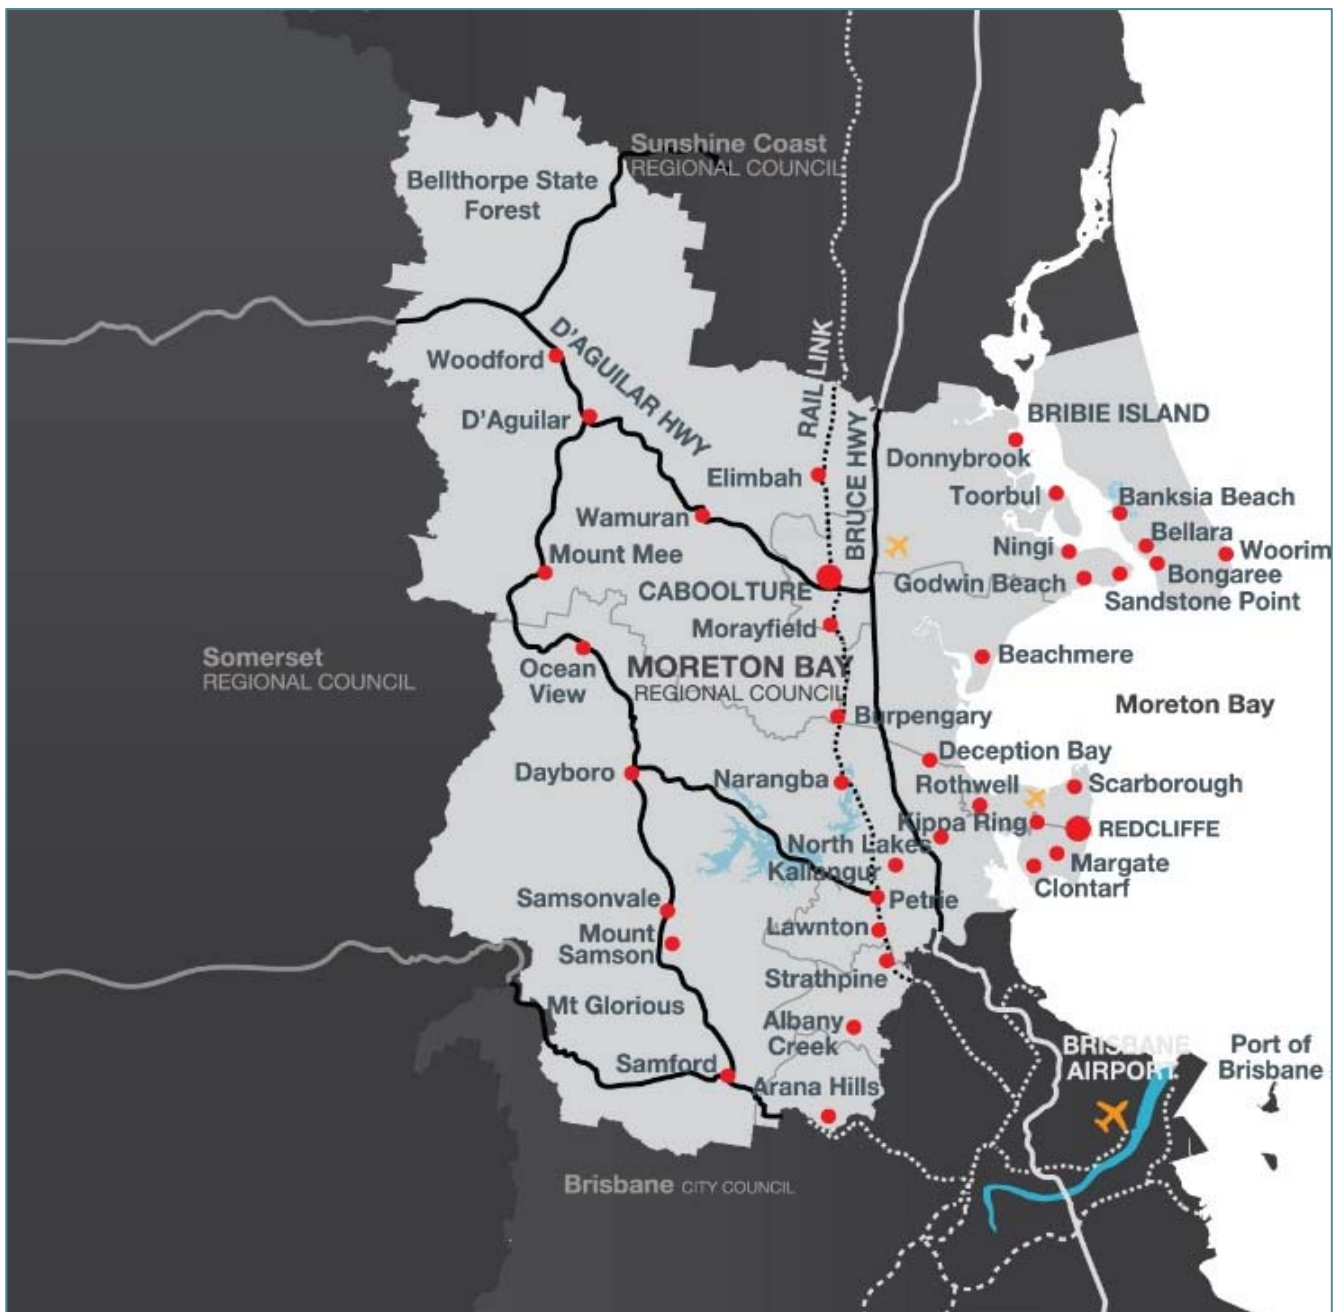 Sunshine Coast
REGIONAL COUNCIL
Bellthorpe State
Forest
D'AGUILAR HWY
RAIL LINK
BRUCE HWY
Woodford
D'Aguilar
BRIBIE ISLAND
Donnybrook
Elimbah
Toorbul
Banksia Beach
Wamuran
Bellara
Ningi
Woorim
Mount Mee
Bongaree
Godwin Beach
CABOOLTURE
Sandstone Point
Morayfield
Somerset
REGIONAL COUNCIL
Ocean
View
MORETON BAY
REGIONAL COUNCIL
Beachmere
Moreton Bay
Burpengary
Deception Bay
Dayboro
Narangba
Rothwell
Scarborough
Kippa Ring
REDCLIFFE
North Lakes
Margate
Kallangur
Clontarf
Samsonvale
Petrie
Mount
Samson
Lawnton
Strathpine
Mt Glorious
Albany
Creek
Samford
Arana Hills
BRISBANE
AIRPORT
Port of
Brisbane
Brisbane CITY COUNCIL